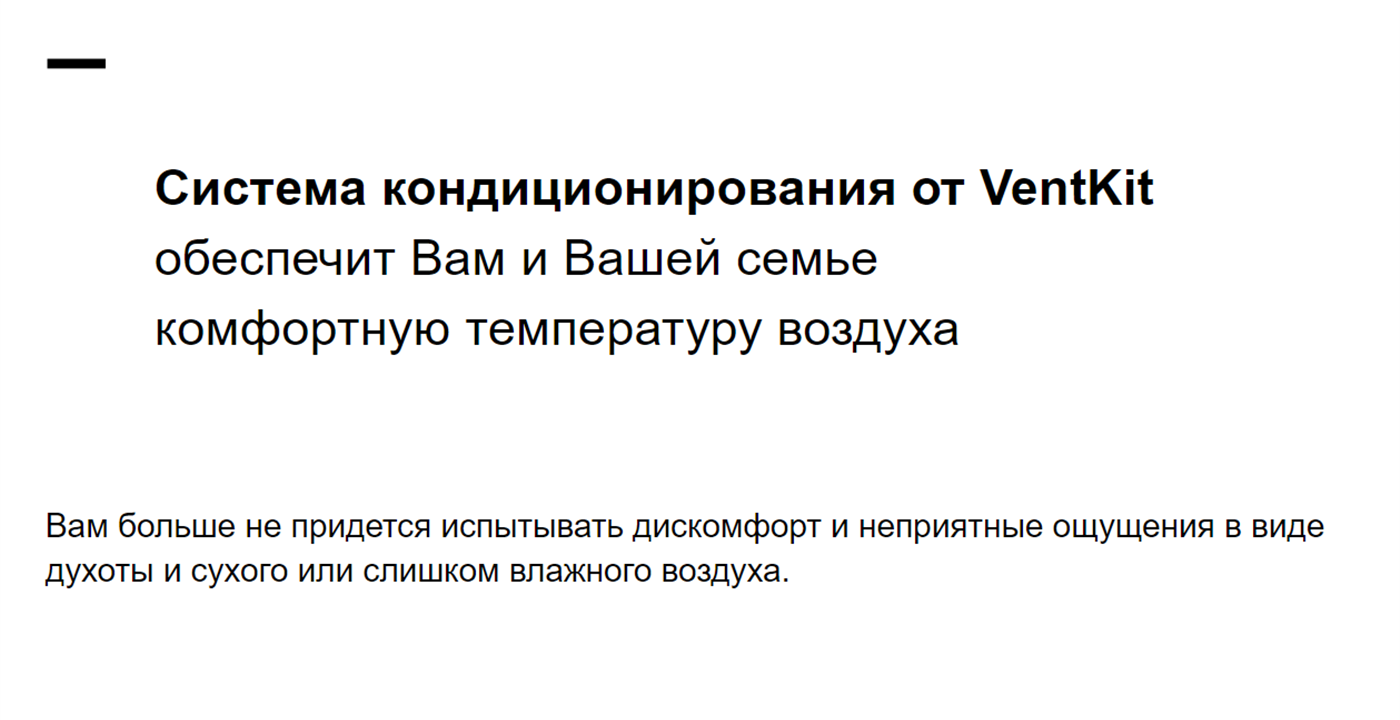 Система кондиционирования от VentKit
обеспечит Вам и Вашей семье
комфортную температуру воздуха
Вам больше не придется испытывать дискомфорт и неприятные ощущения в виде
духоты и сухого или слишком влажного воздуха.